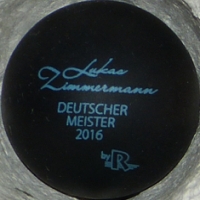 Lukas
Zimmermann
DEUTSCHER
MEISTER
2016
by
R